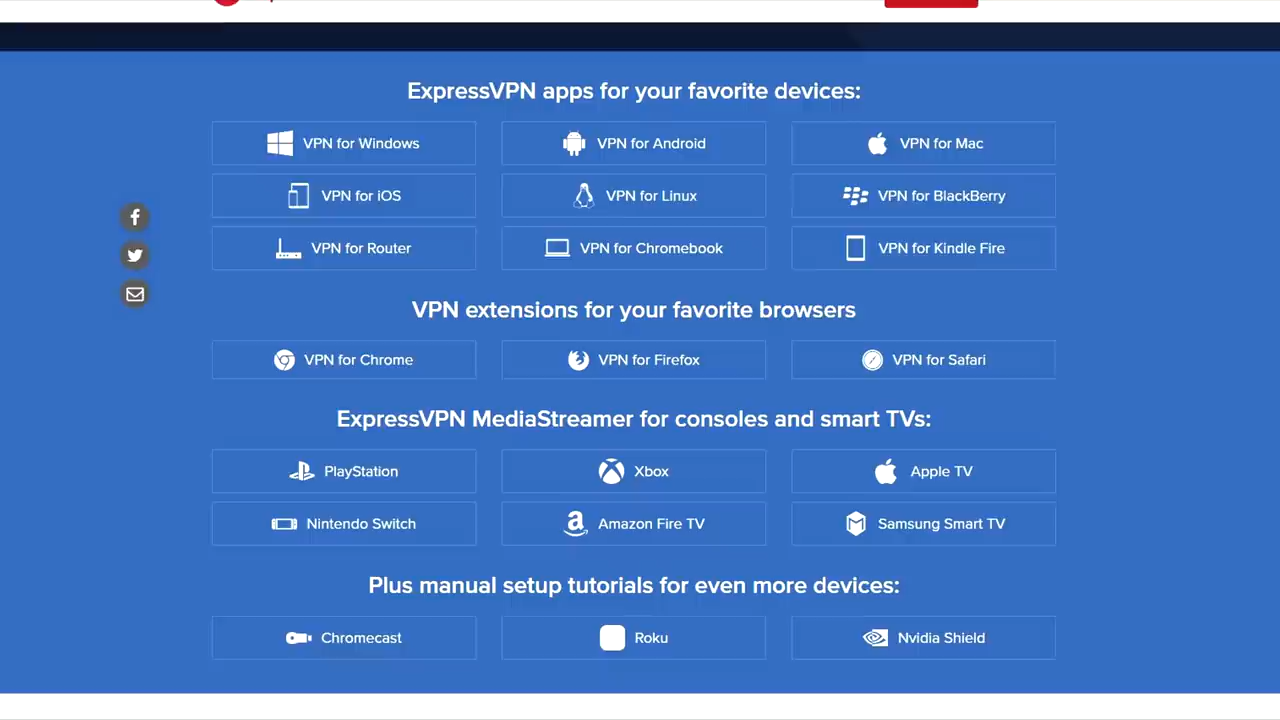 ExpressVPN apps for your favorite devices:
VPN for Windows
VPN for Android
VPN for Mac
VPN for iOS
VPN for Linux
VPN for BlackBerry
VPN for Router
VPN for Chromebook
VPN for Kindle Fire
VPN extensions for your favorite browsers
VPN for Chrome
VPN for Firefox
VPN for Safari
ExpressVPN MediaStreamer for consoles and smart TVs:
PlayStation
Xbox
Apple TV
Nintendo Switch
Amazon Fire TV
Samsung Smart TV
Plus manual setup tutorials for even more devices:
Chromecast
Roku
Nvidia Shield